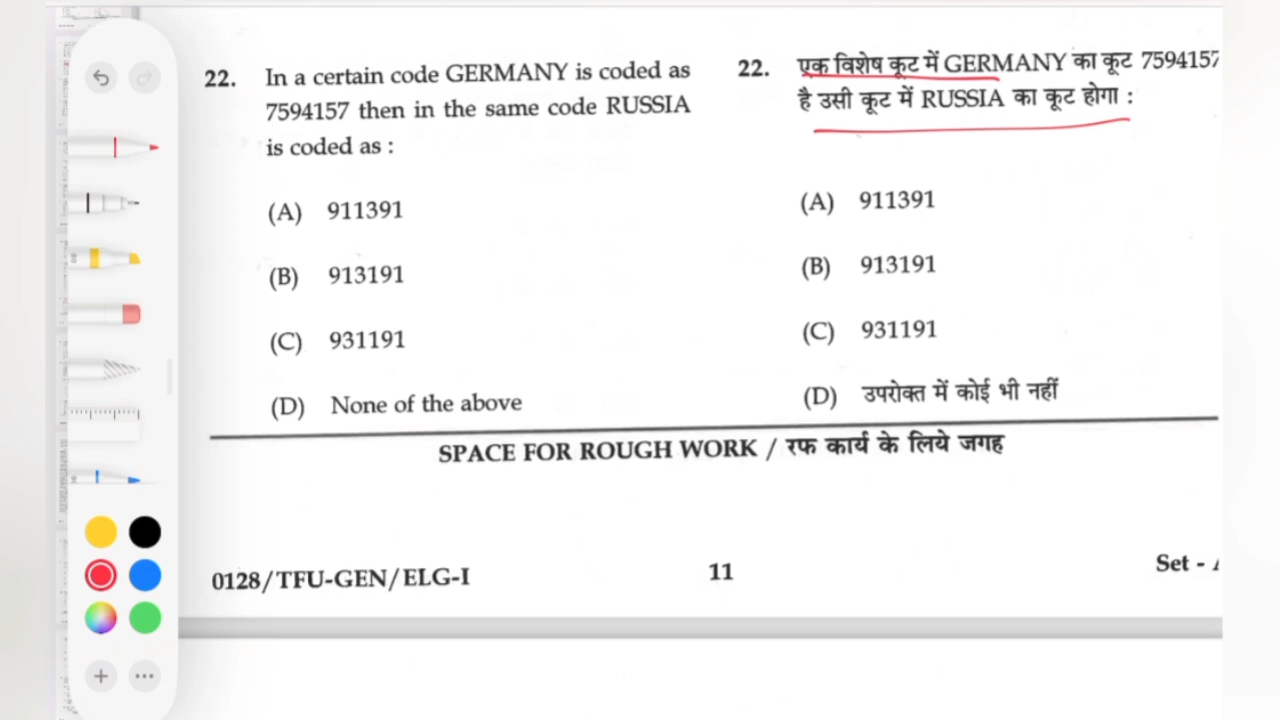 22. In a certain code GERMANY is coded as
7594157 then in the same code RUSSIA
is coded as :
(A) 911391
(B) 913191
(C) 931191
(D) None of the above
22. एक विशेष कूट में GERMANY का कूट 7594157
है उसी कूट में RUSSIA का कूट होगा :
(A) 911391
(B) 913191
(C) 931191
(D) उपरोक्त में कोई भी नहीं
SPACE FOR ROUGH WORK / रफ कार्य के लिये जगह
0128/TFU-GEN/ELG-I
11
Set -